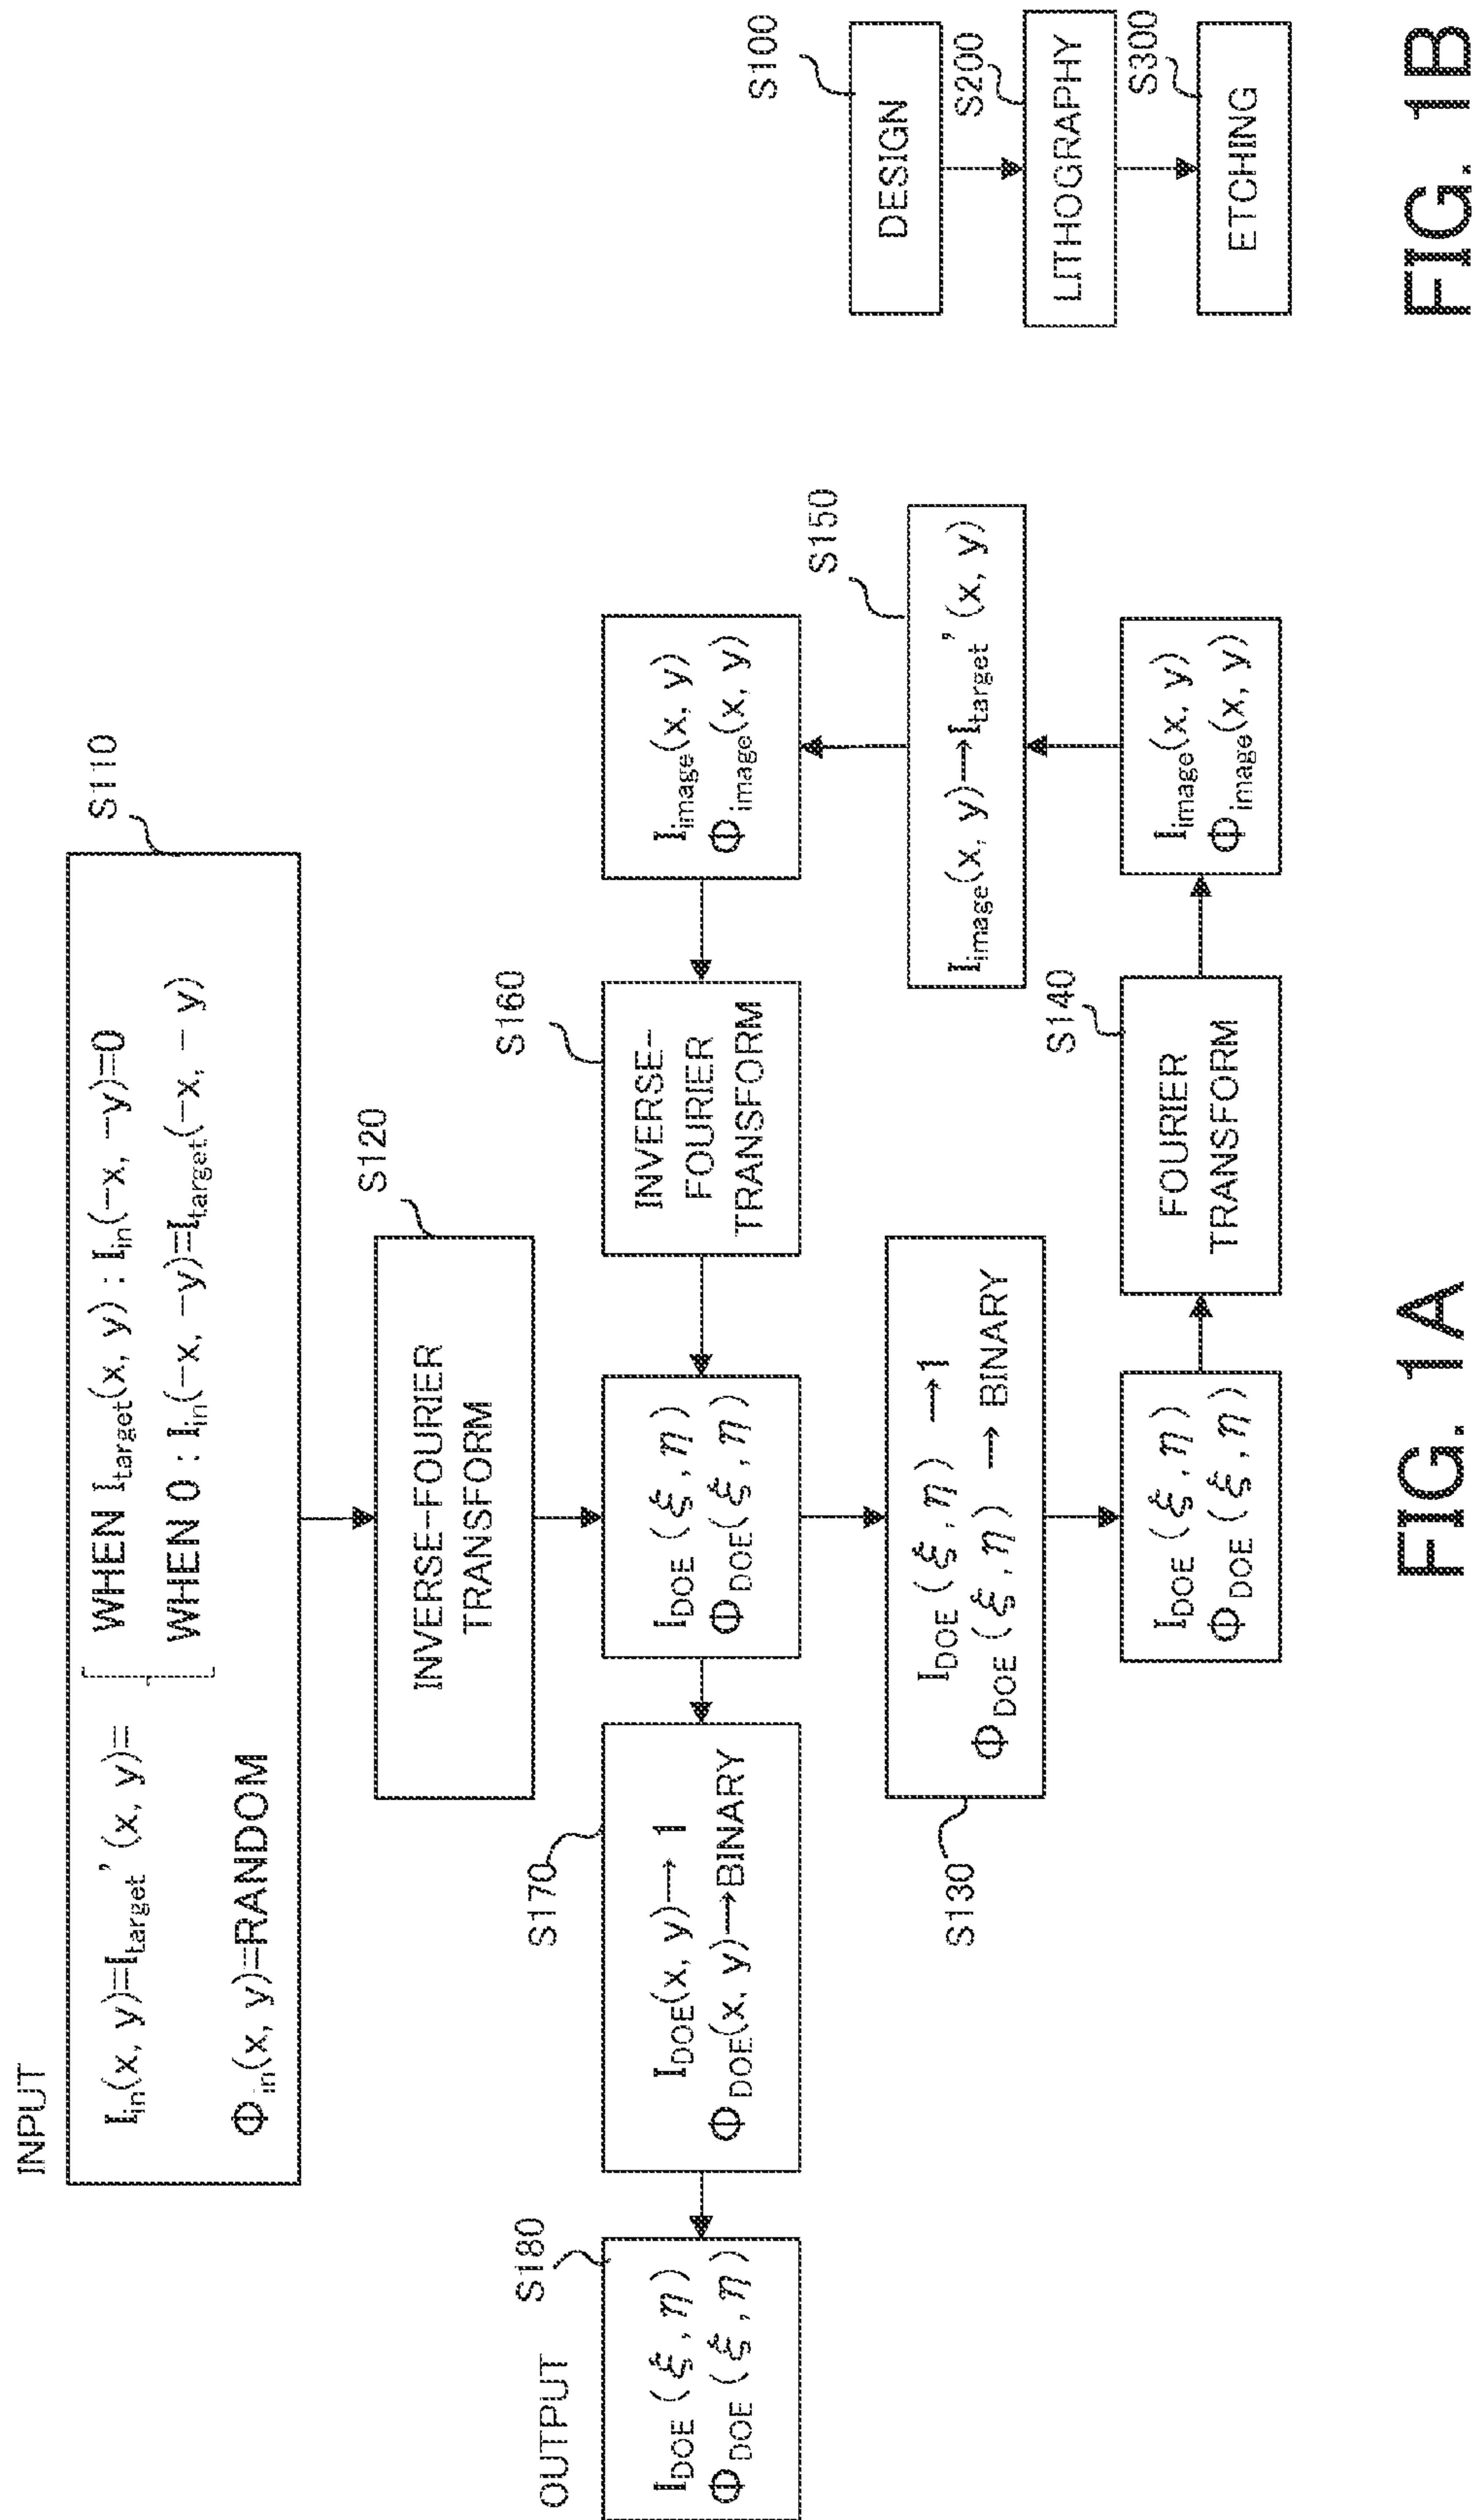 INPUT
S110
I_in(x, y)=I_target'(x, y)=
WHEN I_target(x, y) : I_in(−x, −y)=0
WHEN 0 : I_in(−x, −y)=I_target(−x, − y)
Φ_in(x, y)=RANDOM
S120
INVERSE-FOURIER
TRANSFORM
OUTPUT
S180
I_DOE (ξ, η)
Φ_DOE (ξ, η)
S170
I_DOE(x, y)→ 1
Φ_DOE(x, y)→BINARY
I_DOE (ξ, η)
Φ_DOE(ξ, η)
S160
INVERSE-
FOURIER
TRANSFORM
I_image(x, y)
Φ_image(x, y)
S130
I_DOE (ξ, η) →1
Φ_DOE (ξ, η) → BINARY
S150
I_image(x, y)→I_target' (x, y)
I_DOE (ξ, η)
Φ_DOE (ξ, η)
S140
FOURIER
TRANSFORM
I_image(x, y)
Φ_image(x, y)
FIG. 1A
S100
DESIGN
S200
LITHOGRAPHY
S300
ETCHING
FIG. 1B